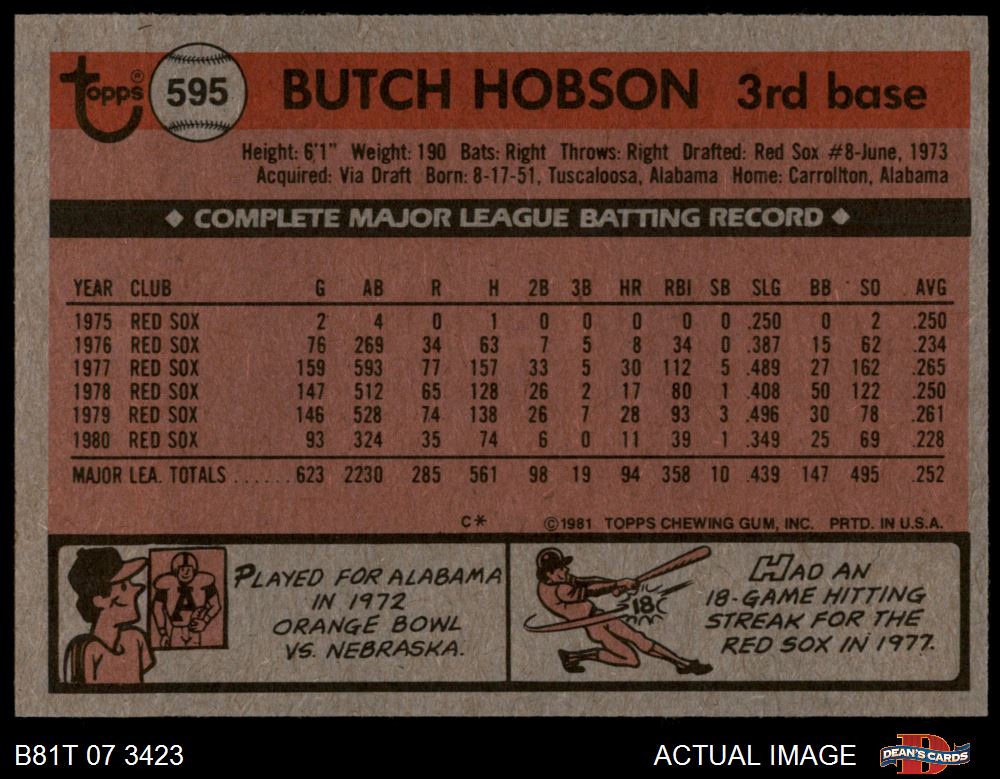 topps® 595 BUTCH HOBSON 3rd base
Height: 6'1" Weight: 190 Bats: Right Throws: Right Drafted: Red Sox #8-June, 1973
Acquired: Via Draft Born: 8-17-51, Tuscaloosa, Alabama Home: Carrollton, Alabama
◆ COMPLETE MAJOR LEAGUE BATTING RECORD ◆
YEAR CLUB G AB R H 2B 3B HR RBI SB SLG BB SO AVG
1975 RED SOX 2 4 0 1 0 0 0 0 0 .250 0 2 .250
1976 RED SOX 76 269 34 63 7 5 8 34 0 .387 15 62 .234
1977 RED SOX 159 593 77 157 33 5 30 112 5 .489 27 162 .265
1978 RED SOX 147 512 65 128 26 2 17 80 1 .408 50 122 .250
1979 RED SOX 146 528 74 138 26 7 28 93 3 .496 30 78 .261
1980 RED SOX 93 324 35 74 6 0 11 39 1 .349 25 69 .228
MAJOR LEA. TOTALS ...... 623 2230 285 561 98 19 94 358 10 .439 147 495 .252
C* ©1981 TOPPS CHEWING GUM, INC. PRTD. IN U.S.A.
A
PLAYED FOR ALABAMA
IN 1972
ORANGE BOWL
VS. NEBRASKA.
18
HAD AN
18-GAME HITTING
STREAK FOR THE
RED SOX IN 1977.
B81T 07 3423 ACTUAL IMAGE DEAN'S CARDS